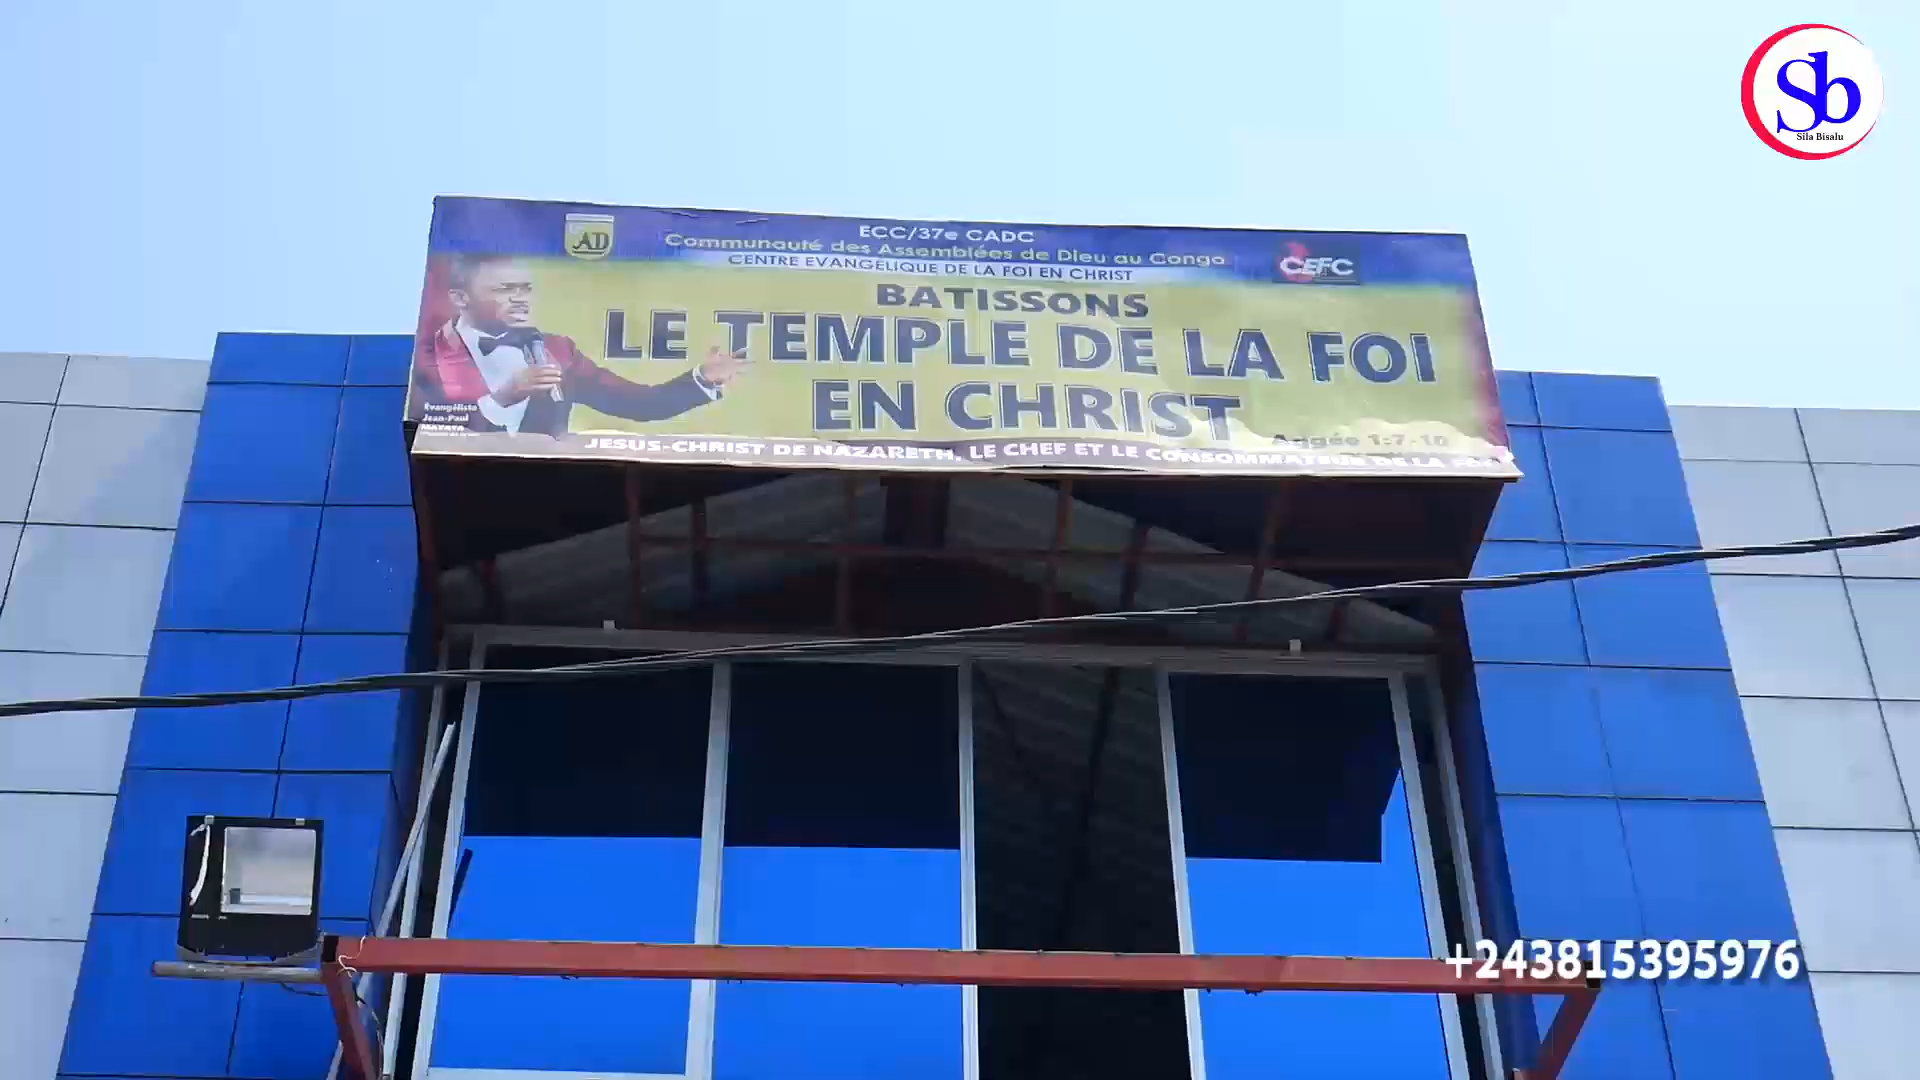 Sb
Sila Bisalu
AD
ECC/37e CADC
Communauté des Assemblées de Dieu au Congo
CENTRE EVANGELIQUE DE LA FOI EN CHRIST
CEFC
BATISSONS
LE TEMPLE DE LA FOI
EN CHRIST
Aggée 1:7-10
Evangéliste
Jean-Paul
JESUS-CHRIST DE NAZARETH, LE CHEF ET LE CONSOMMATEUR DE LA FOI
+243815395976